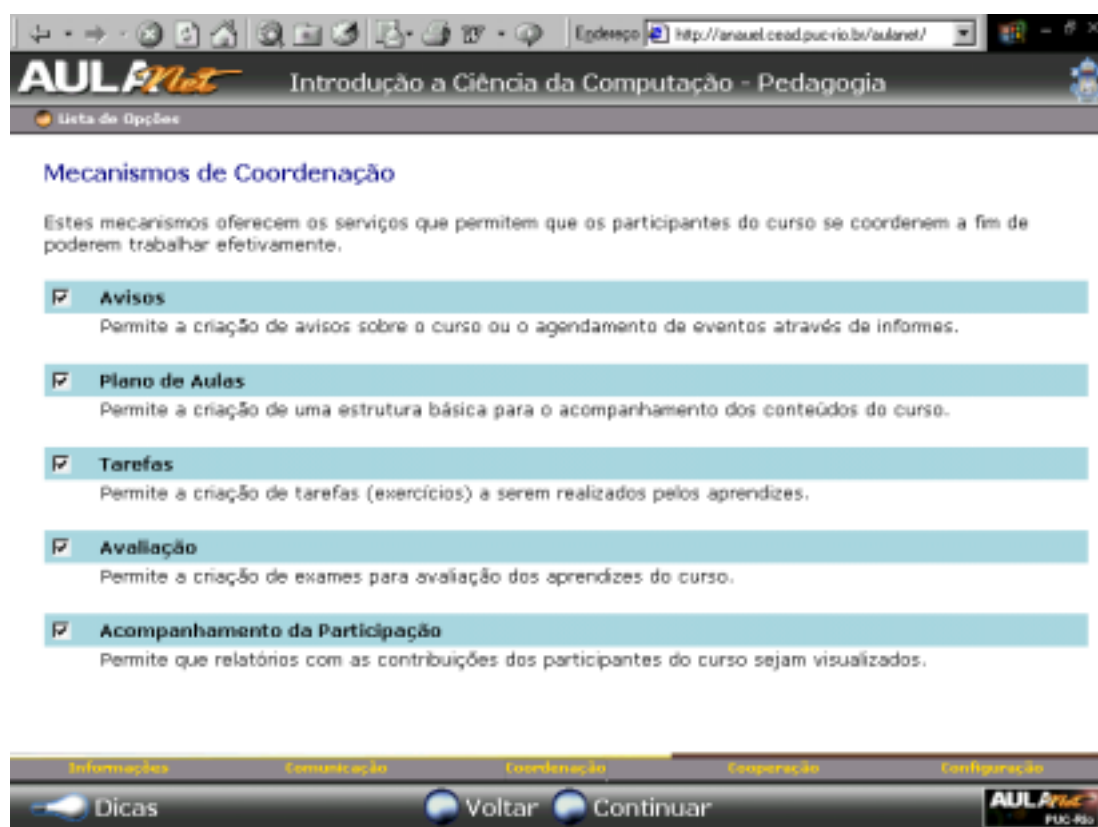 Endereço http://anauel.cead.puc-rio.br/aulanet/
AULANet Introdução a Ciência da Computação - Pedagogia
Lista de Opções
Mecanismos de Coordenação
Estes mecanismos oferecem os serviços que permitem que os participantes do curso se coordenem a fim de
poderem trabalhar efetivamente.
Avisos
Permite a criação de avisos sobre o curso ou o agendamento de eventos através de informes.
Plano de Aulas
Permite a criação de uma estrutura básica para o acompanhamento dos conteúdos do curso.
Tarefas
Permite a criação de tarefas (exercícios) a serem realizados pelos aprendizes.
Avaliação
Permite a criação de exames para avaliação dos aprendizes do curso.
Acompanhamento da Participação
Permite que relatórios com as contribuições dos participantes do curso sejam visualizados.
Informações Comunicação Coordenação Cooperação Configuração
Dicas Voltar Continuar AULANet
PUC-Rio